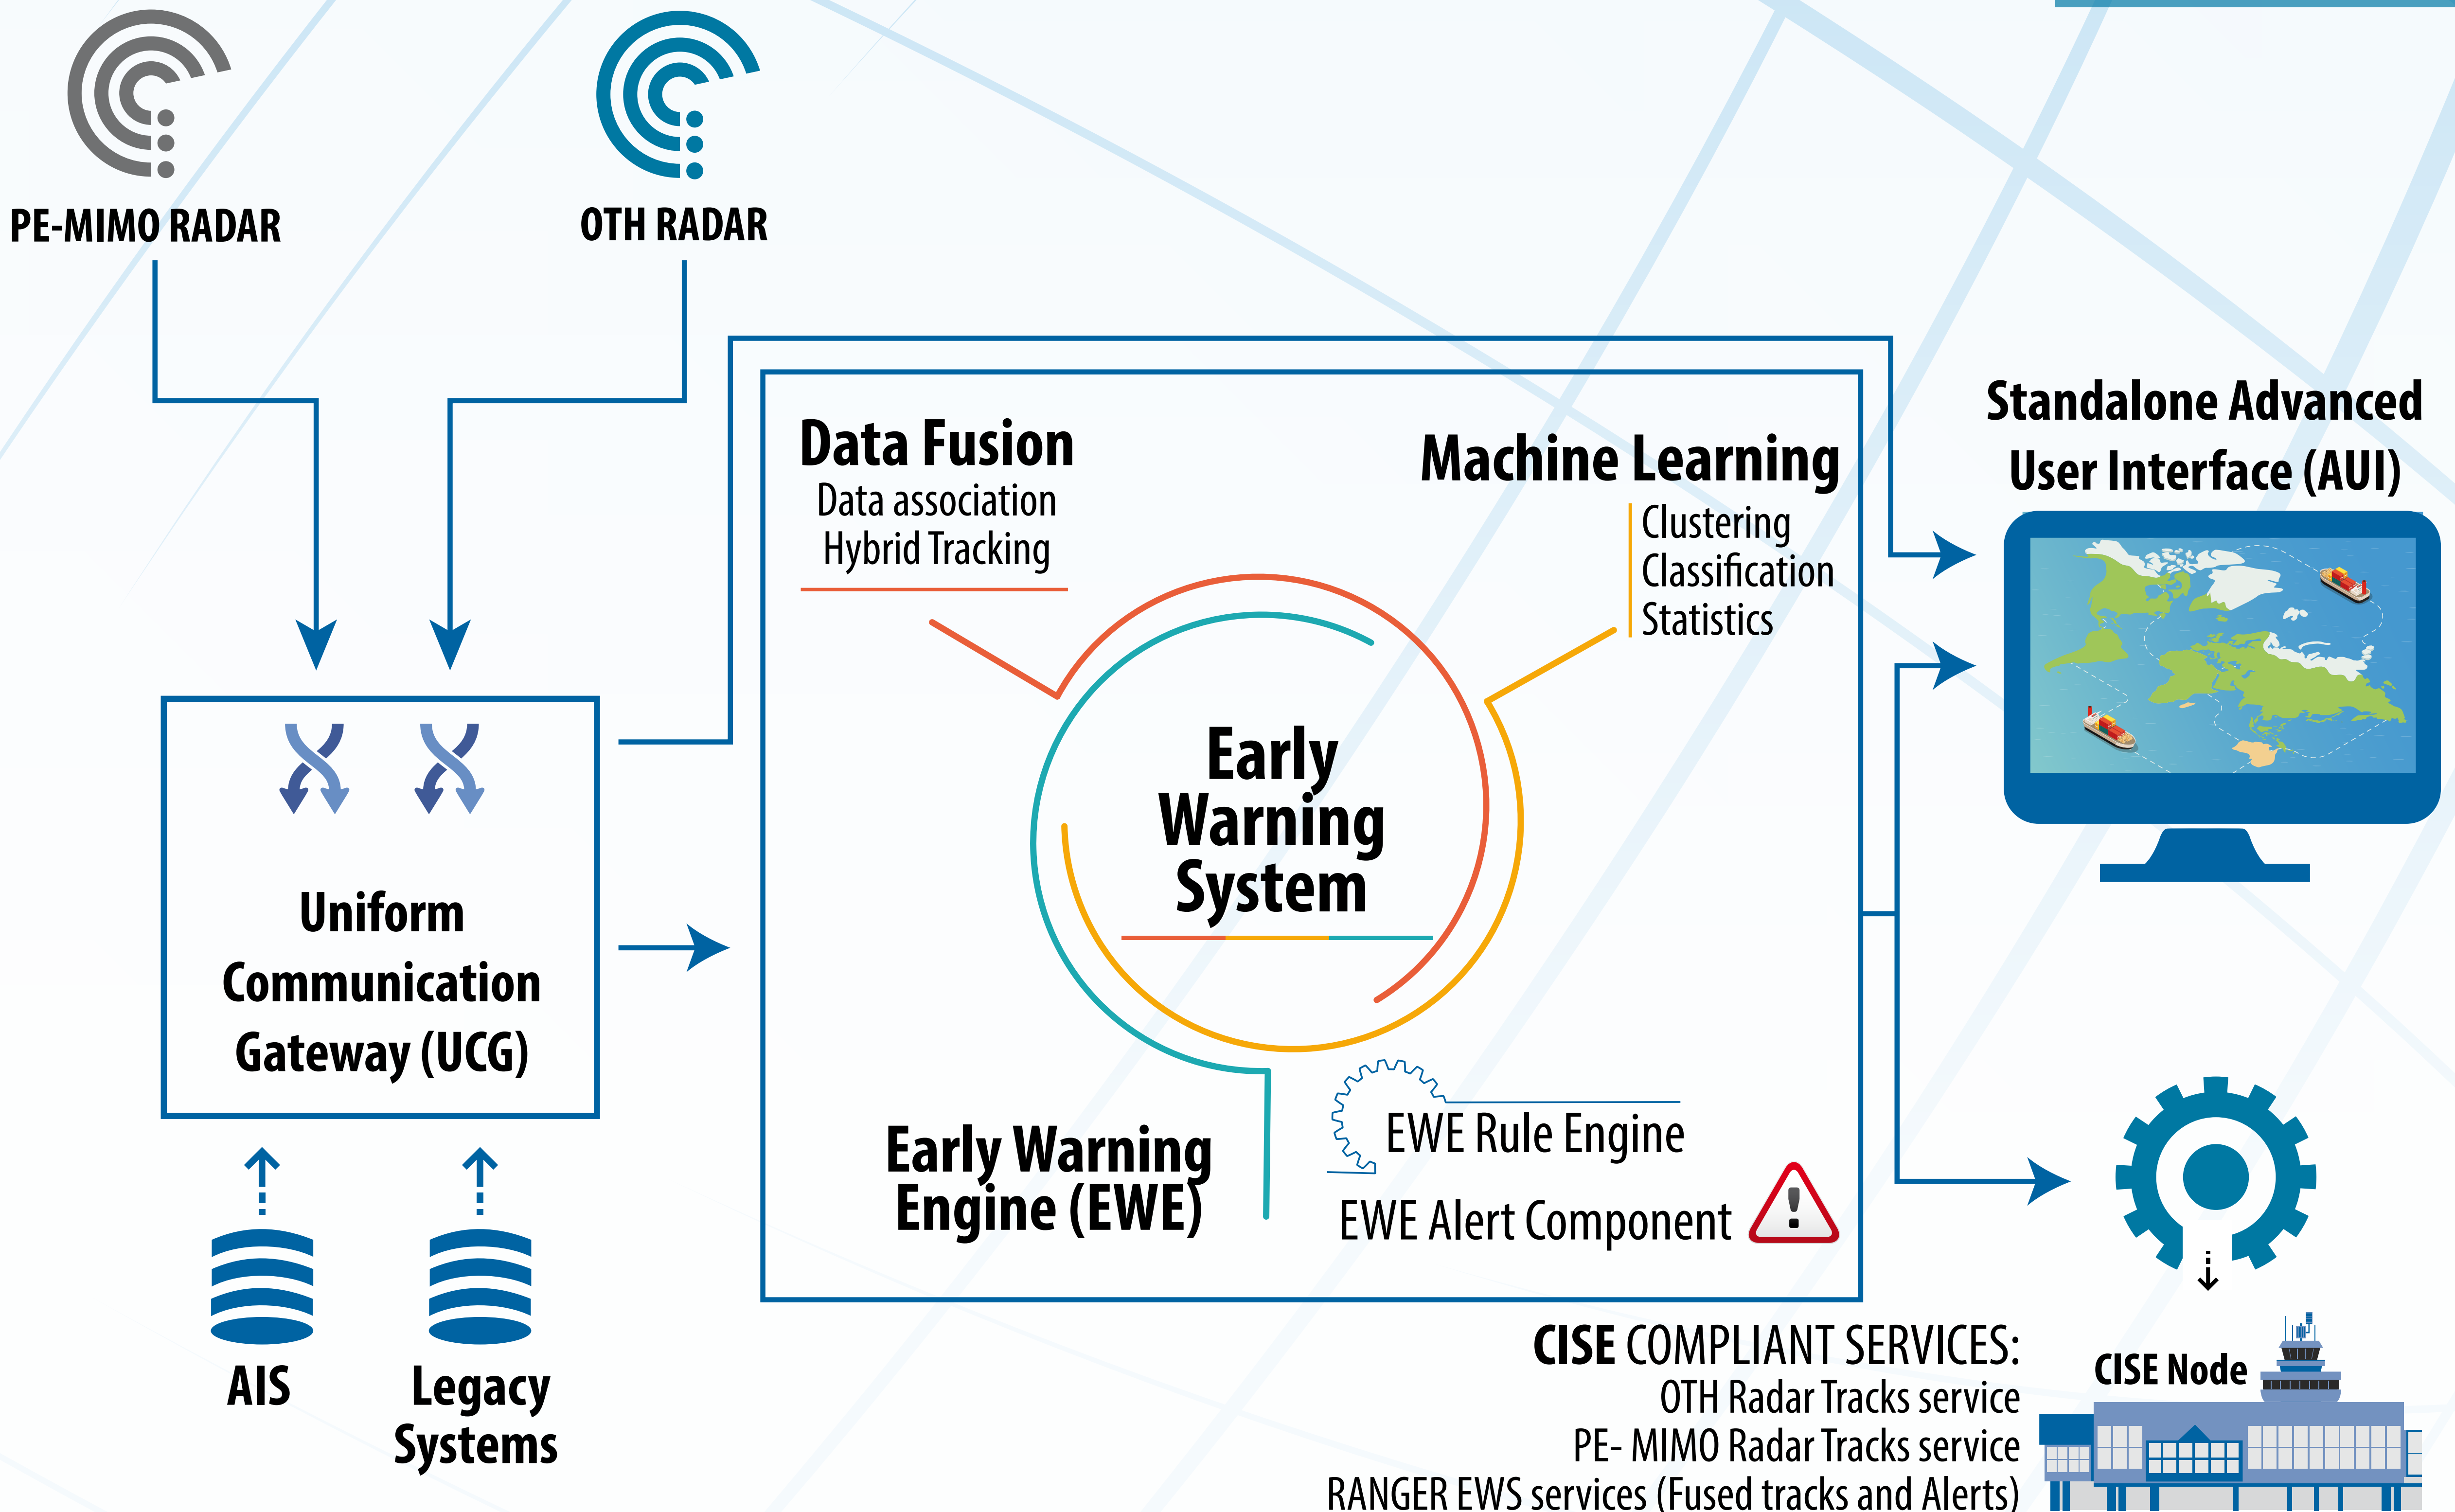 PE-MIMO RADAR
OTH RADAR
Data Fusion
Data association
Hybrid Tracking
Machine Learning
Clustering
Classification
Statistics
Standalone Advanced
User Interface (AUI)
Early
Warning
System
Uniform
Communication
Gateway (UCG)
Early Warning
Engine (EWE)
EWE Rule Engine
EWE Alert Component
!
AIS
Legacy
Systems
CISE COMPLIANT SERVICES:
OTH Radar Tracks service
PE- MIMO Radar Tracks service
RANGER EWS services (Fused tracks and Alerts)
CISE Node